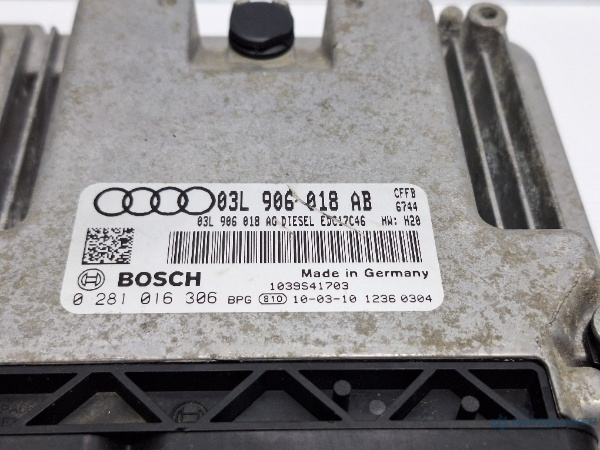 03L 906 018 AB CFFB
6744
03L 906 018 AG DIESEL EDC17C46 HW: H20
BOSCH
Made in Germany
1039S41703
0 281 016 306 BPG 810 10-03-10 1236 0304